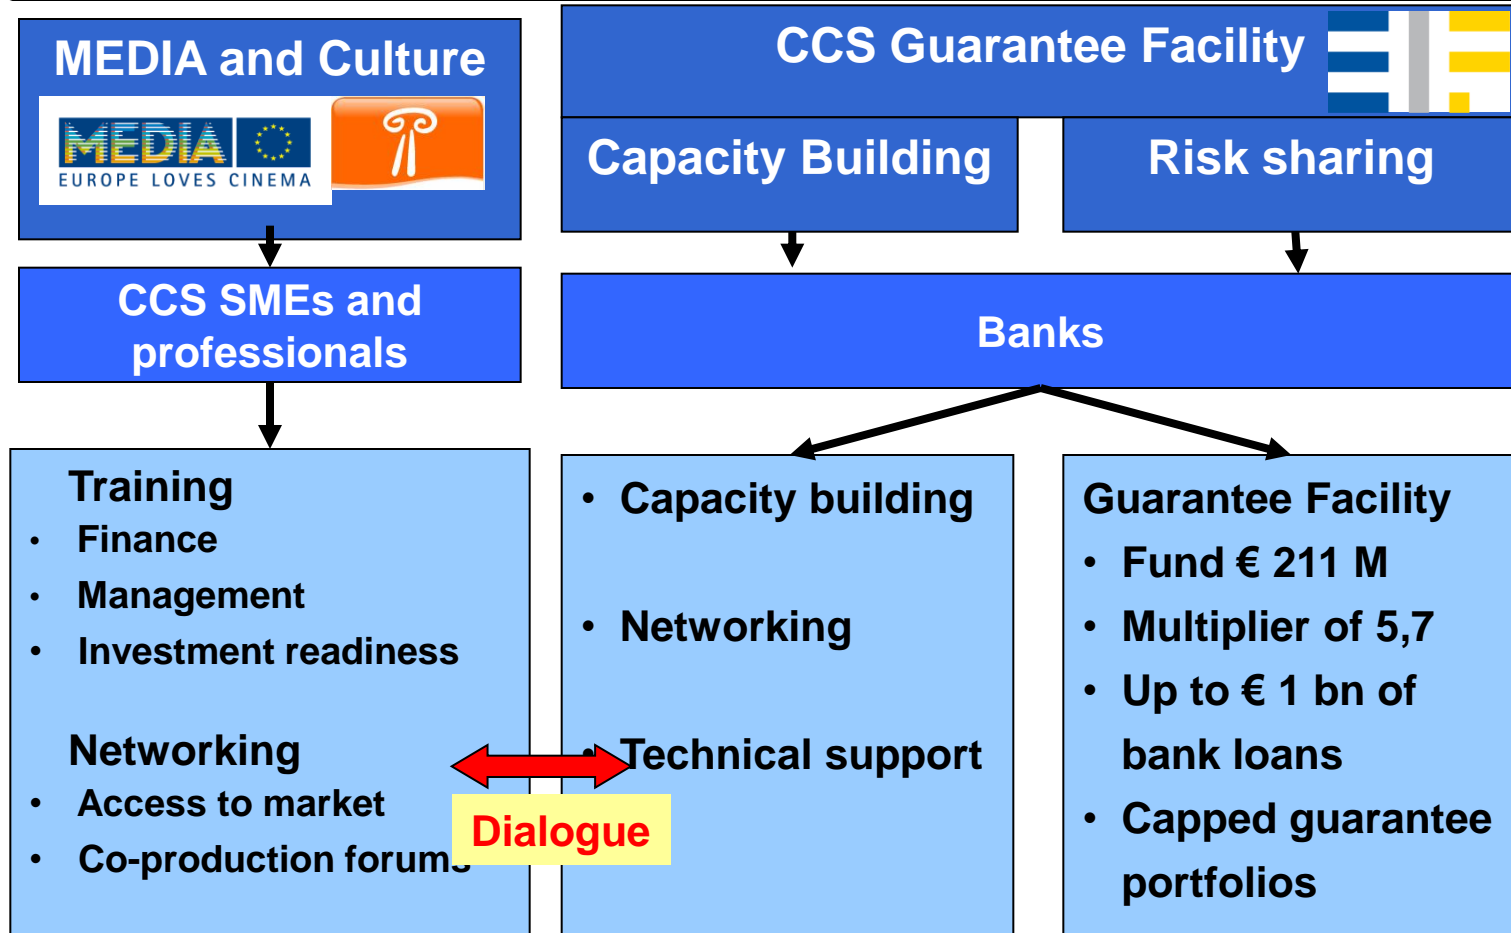 MEDIA and Culture
MEDIA
EUROPE LOVES CINEMA
CCS SMEs and
professionals
Training
• Finance
• Management
• Investment readiness
Networking
• Access to market
• Co-production forums
CCS Guarantee Facility
Capacity Building
Risk sharing
Banks
• Capacity building
• Networking
• Technical support
Dialogue
Guarantee Facility
• Fund € 211 M
• Multiplier of 5,7
• Up to € 1 bn of
bank loans
• Capped guarantee
portfolios